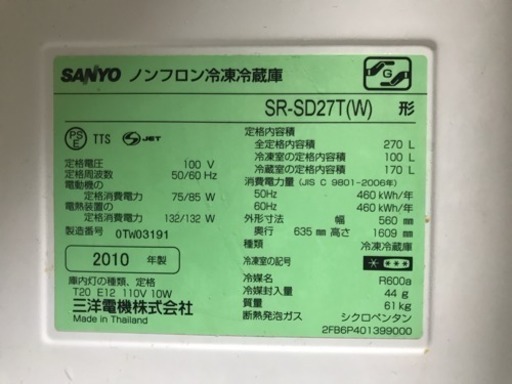 SANYO ノンフロン冷凍冷蔵庫
G
SR-SD27T(W) 形
PS E TTS S JET
定格電圧 100 V
定格周波数 50/60 Hz
電動機の
定格消費電力 75/85 W
電熱装置の
定格消費電力 132/132 W
製造番号 0TW03191
2010 年製
庫内灯の種類、定格
T20 E12 110V 10W
三洋電機株式会社
Made in Thailand
定格内容積
全定格内容積 270 L
冷凍室の定格内容積 100 L
冷蔵室の定格内容積 170 L
消費電力量 (JIS C 9801-2006年)
50Hz 460 kWh/年
60Hz 460 kWh/年
外形寸法 幅 560 mm
奥行 635 mm 高さ 1609 mm
種類 冷凍冷蔵庫
冷凍室の記号
冷媒名 R600a
冷媒封入量 44 g
質量 61 kg
断熱発泡ガス シクロペンタン
2FB6P401399000